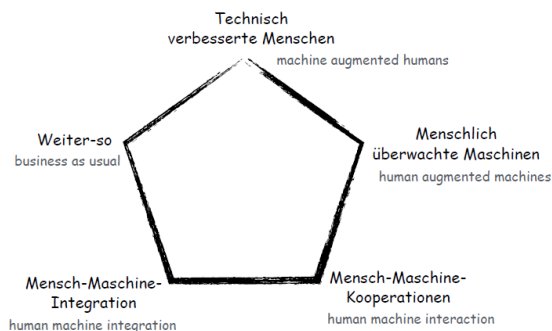 Technisch
verbesserte Menschen
machine augmented humans
Weiter-so
business as usual
Menschlich
überwachte Maschinen
human augmented machines
Mensch-Maschine-
Integration
human machine integration
Mensch-Maschine-
Kooperationen
human machine interaction